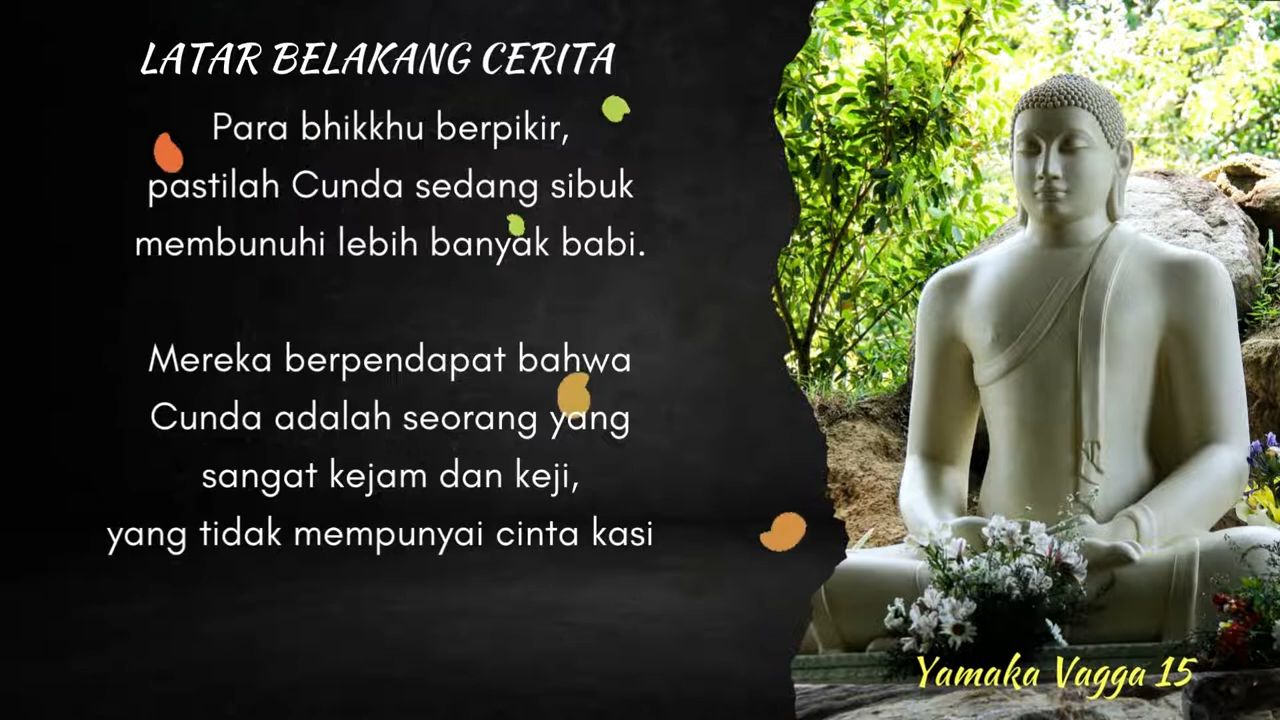 LATAR BELAKANG CERITA
Para bhikkhu berpikir,
pastilah Cunda sedang sibuk
membunuhi lebih banyak babi.
Mereka berpendapat bahwa
Cunda adalah seorang yang
sangat kejam dan keji,
yang tidak mempunyai cinta kasi
Yamaka Vagga 15